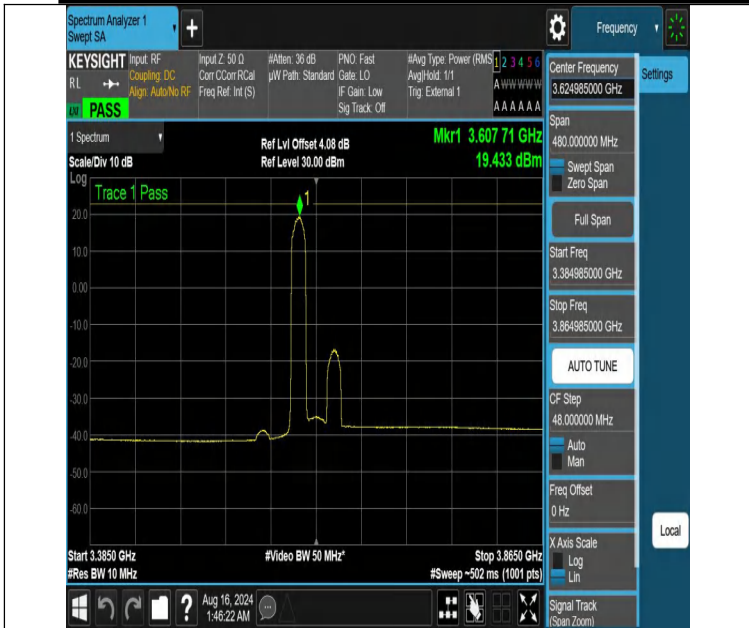 Spectrum Analyzer 1
Swept SA
+
Frequency
KEYSIGHT
RL
PASS
Input: RF
Coupling: DC
Align: Auto/No RF
Input Z: 50 Ω
Corr CCorr RCal
Freq Ref: Int (S)
#Atten: 36 dB
µW Path: Standard
PNO: Fast
Gate: LO
IF Gain: Low
Sig Track: Off
#Avg Type: Power (RMS
Avg|Hold: 1/1
Trig: External 1
1 2 3 4 5 6
A W W W W W
A A A A A A
1 Spectrum
Scale/Div 10 dB
Ref Lvl Offset 4.08 dB
Ref Level 30.00 dBm
Mkr1 3.607 71 GHz
19.433 dBm
Log
Trace 1 Pass
1
20.0
10.0
0.00
-10.0
-20.0
-30.0
-40.0
-50.0
-60.0
Start 3.3850 GHz
#Res BW 10 MHz
#Video BW 50 MHz*
Stop 3.8650 GHz
#Sweep ~502 ms (1001 pts)
Center Frequency
3.624985000 GHz
Settings
Span
480.000000 MHz
Swept Span
Zero Span
Full Span
Start Freq
3.384985000 GHz
Stop Freq
3.864985000 GHz
AUTO TUNE
CF Step
48.000000 MHz
Auto
Man
Freq Offset
0 Hz
X Axis Scale
Log
Lin
Local
Signal Track
(Span Zoom)
?
Aug 16, 2024
1:46:22 AM